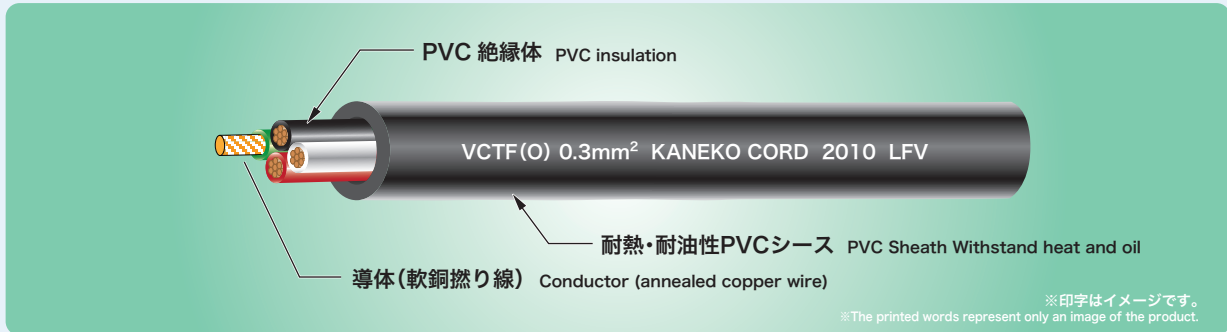 PVC 絶縁体 PVC insulation
VCTF(O) 0.3mm² KANEKO CORD 2010 LFV
耐熱・耐油性PVCシース PVC Sheath Withstand heat and oil
導体(軟銅撚り線) Conductor (annealed copper wire)
※印字はイメージです。
※The printed words represent only an image of the product.